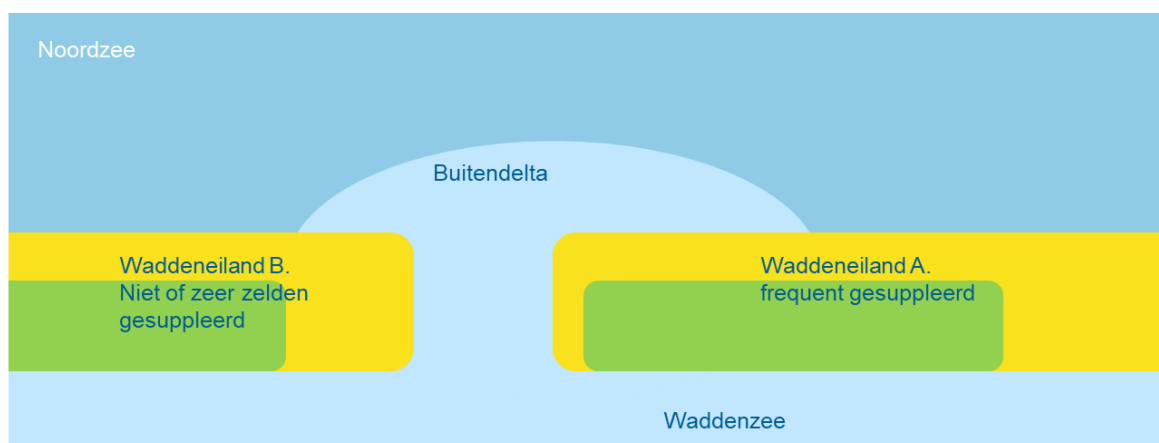 Noordzee
Buitendelta
Waddeneiland B.
Niet of zeer zelden
gesuppleerd
Waddeneiland A.
frequent gesuppleerd
Waddenzee